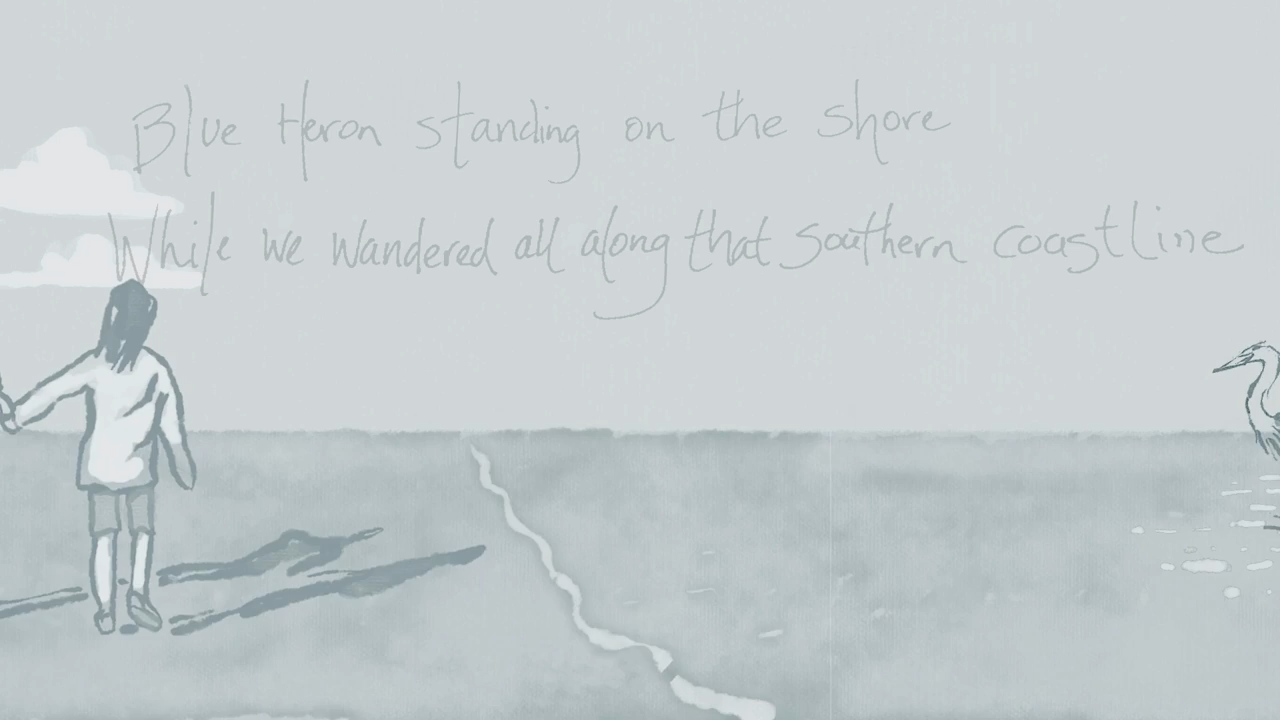 Blue Heron standing on the shore
While we wandered all along that southern coastline